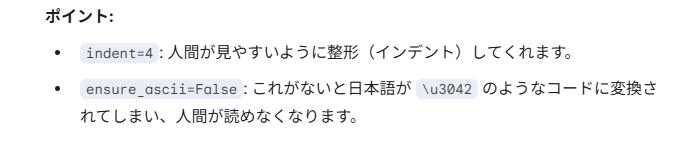 ポイント:
• indent=4: 人間が見やすいように整形（インデント）してくれます。
• ensure_ascii=False: これがないと日本語が \u3042 のようなコードに変換さ
れてしまい、人間が読めなくなります。